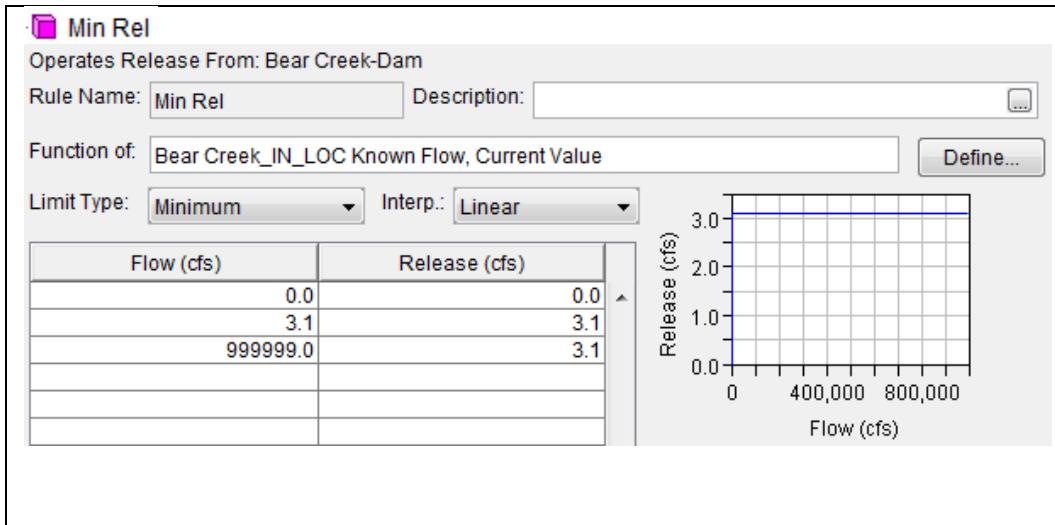 Min Rel
Operates Release From: Bear Creek-Dam
Rule Name: Min Rel Description: ...
Function of: Bear Creek_IN_LOC Known Flow, Current Value Define...
Limit Type: Minimum Interp.: Linear
Flow (cfs) Release (cfs)
0.0 0.0
3.1 3.1
999999.0 3.1
Release (cfs)
3.0
2.0
1.0
0.0
0 400,000 800,000
Flow (cfs)